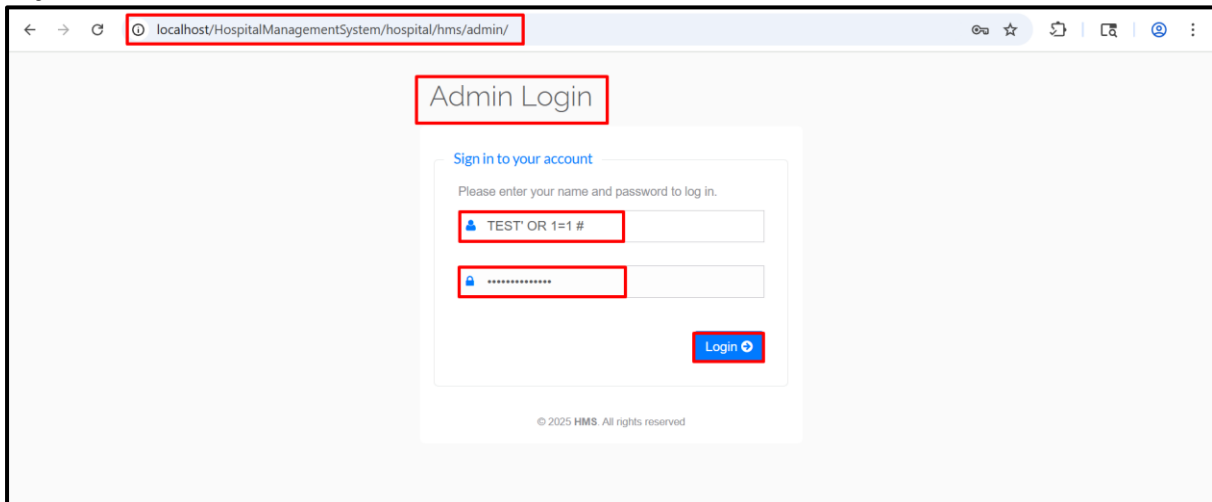 localhost/HospitalManagementSystem/hospital/hms/admin/
Admin Login
Sign in to your account
Please enter your name and password to log in.
TEST' OR 1=1 #
••••••••••••••
Login
© 2025 HMS. All rights reserved